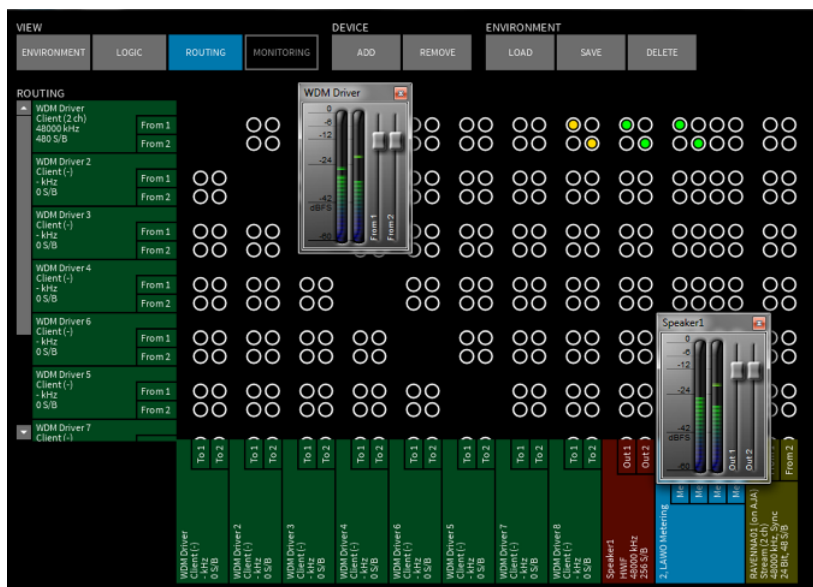 VIEW DEVICE ENVIRONMENT
ENVIRONMENT LOGIC ROUTING MONITORING ADD REMOVE LOAD SAVE DELETE
ROUTING
WDM Driver
Client (2 ch)
48000 kHz
480 S/B
From 1
From 2
WDM Driver 2
Client (-)
- kHz
0 S/B
From 1
From 2
WDM Driver 3
Client (-)
- kHz
0 S/B
From 1
From 2
WDM Driver 4
Client (-)
- kHz
0 S/B
From 1
From 2
WDM Driver 6
Client (-)
- kHz
0 S/B
From 1
From 2
WDM Driver 5
Client (-)
- kHz
0 S/B
From 1
From 2
WDM Driver 7
Client (-)
WDM Driver
0
-6
-12
-24
-42
dBFS
-60
From 1
From 2
Speaker1
0
-6
-12
-24
-42
dBFS
-60
Out 1
Out 2
To 1
To 2
WDM Driver
Client (-)
- kHz
0 S/B
To 1
To 2
WDM Driver 2
Client (-)
- kHz
0 S/B
To 1
To 2
WDM Driver 3
Client (-)
- kHz
0 S/B
To 1
To 2
WDM Driver 4
Client (-)
- kHz
0 S/B
To 1
To 2
WDM Driver 6
Client (-)
- kHz
0 S/B
To 1
To 2
WDM Driver 5
Client (-)
- kHz
0 S/B
To 1
To 2
WDM Driver 7
Client (-)
- kHz
0 S/B
To 1
To 2
WDM Driver 8
Client (-)
- kHz
0 S/B
Out 1
Out 2
Speaker1
HWIF
48000 kHz
256 S/B
Me
Me
Me
Me
2, LAWO Metering
From 2
RAVENNA01 (on AJA)
Stream (2 ch)
48000 kHz, Sync
24 Bit, 48 S/B